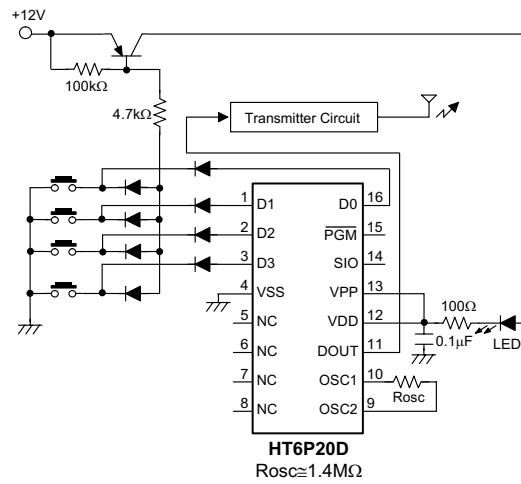 +12V
100kΩ
4.7kΩ
Transmitter Circuit
1 D1 D0 16
2 D2 PGM 15
3 D3 SIO 14
4 VSS VPP 13
5 NC VDD 12
6 NC DOUT 11
7 NC OSC1 10
8 NC OSC2 9
100Ω
0.1µF
LED
Rosc
HT6P20D
Rosc≅1.4MΩ